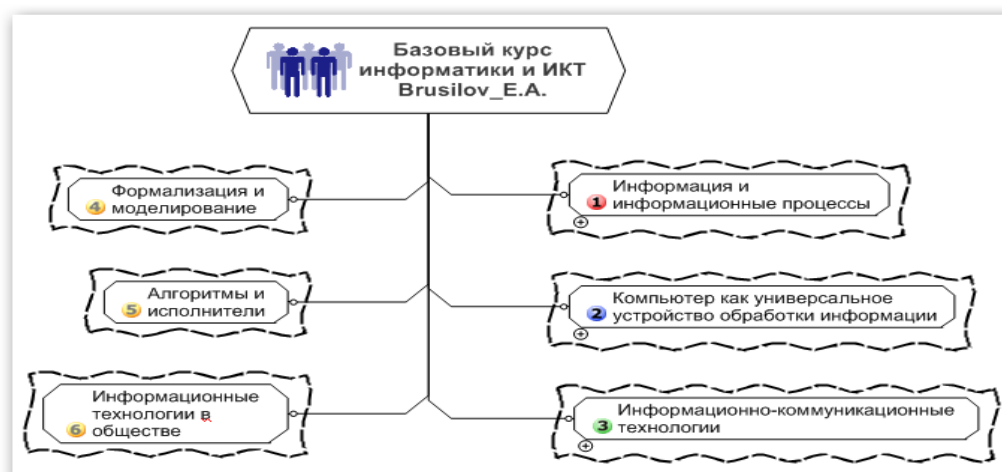 Базовый курс
информатики и ИКТ
Brusilov_E.A.
1 Информация и
информационные процессы
2 Компьютер как универсальное
устройство обработки информации
3 Информационно-коммуникационные
технологии
4 Формализация и
моделирование
5 Алгоритмы и
исполнители
6 Информационные
технологии в
обществе